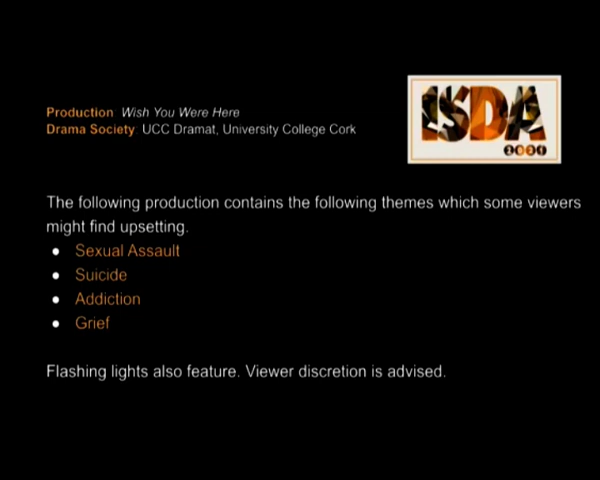 Production: Wish You Were Here
Drama Society: UCC Dramat, University College Cork
ISDA
2021
The following production contains the following themes which some viewers
might find upsetting.
● Sexual Assault
● Suicide
● Addiction
● Grief
Flashing lights also feature. Viewer discretion is advised.